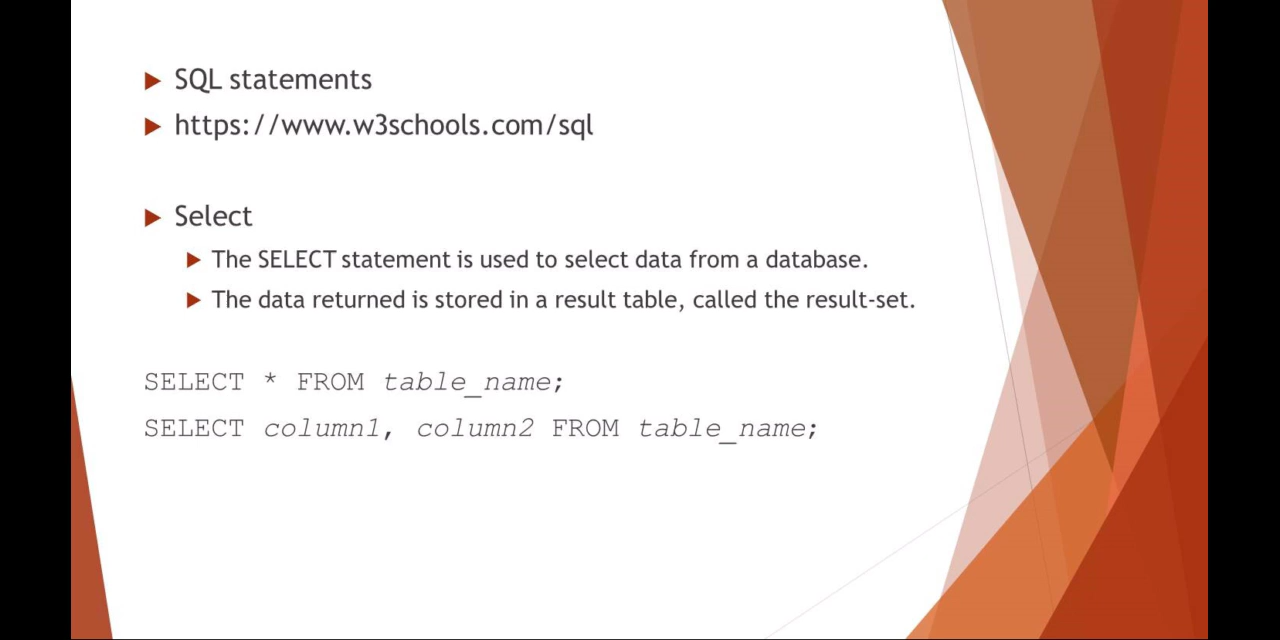 SQL statements
https://www.w3schools.com/sql
Select
The SELECT statement is used to select data from a database.
The data returned is stored in a result table, called the result-set.
SELECT * FROM table_name;
SELECT column1, column2 FROM table_name;